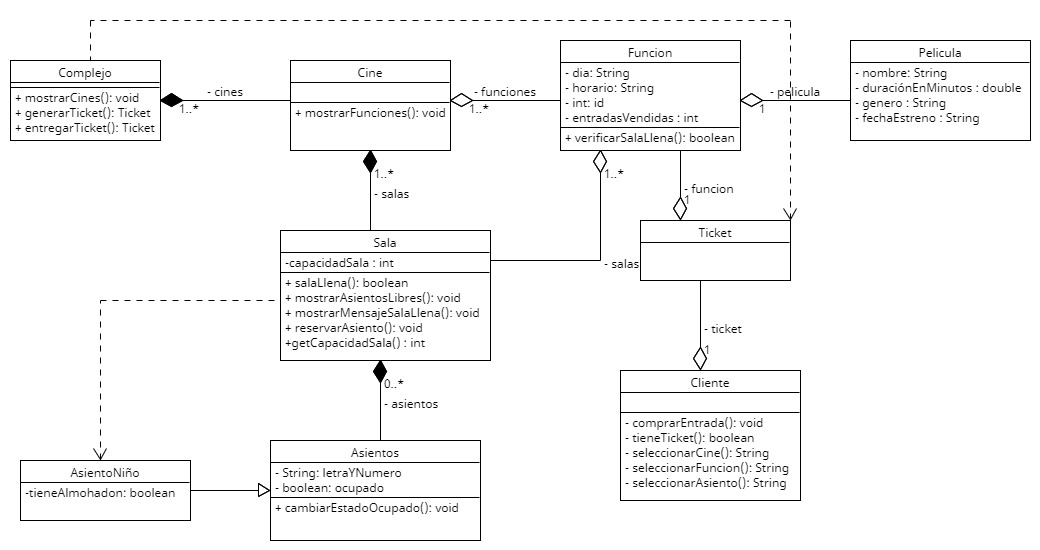 Complejo
+ mostrarCines(): void
+ generarTicket(): Ticket
+ entregarTicket(): Ticket
- cines
1..*
Cine
+ mostrarFunciones(): void
- funciones
1..*
Funcion
- dia: String
- horario: String
- int: id
- entradasVendidas : int
+ verificarSalaLlena(): boolean
- pelicula
1
Pelicula
- nombre: String
- duraciónEnMinutos : double
- genero : String
- fechaEstreno : String
1..*
- salas
1..*
- salas
- funcion
1
Sala
-capacidadSala : int
+ salaLlena(): boolean
+ mostrarAsientosLibres(): void
+ mostrarMensajeSalaLlena(): void
+ reservarAsiento(): void
+getCapacidadSala() : int
Ticket
- ticket
1
0..*
- asientos
Cliente
- comprarEntrada(): void
- tieneTicket(): boolean
- seleccionarCine(): String
- seleccionarFuncion(): String
- seleccionarAsiento(): String
AsientoNiño
-tieneAlmohadon: boolean
Asientos
- String: letraYNumero
- boolean: ocupado
+ cambiarEstadoOcupado(): void